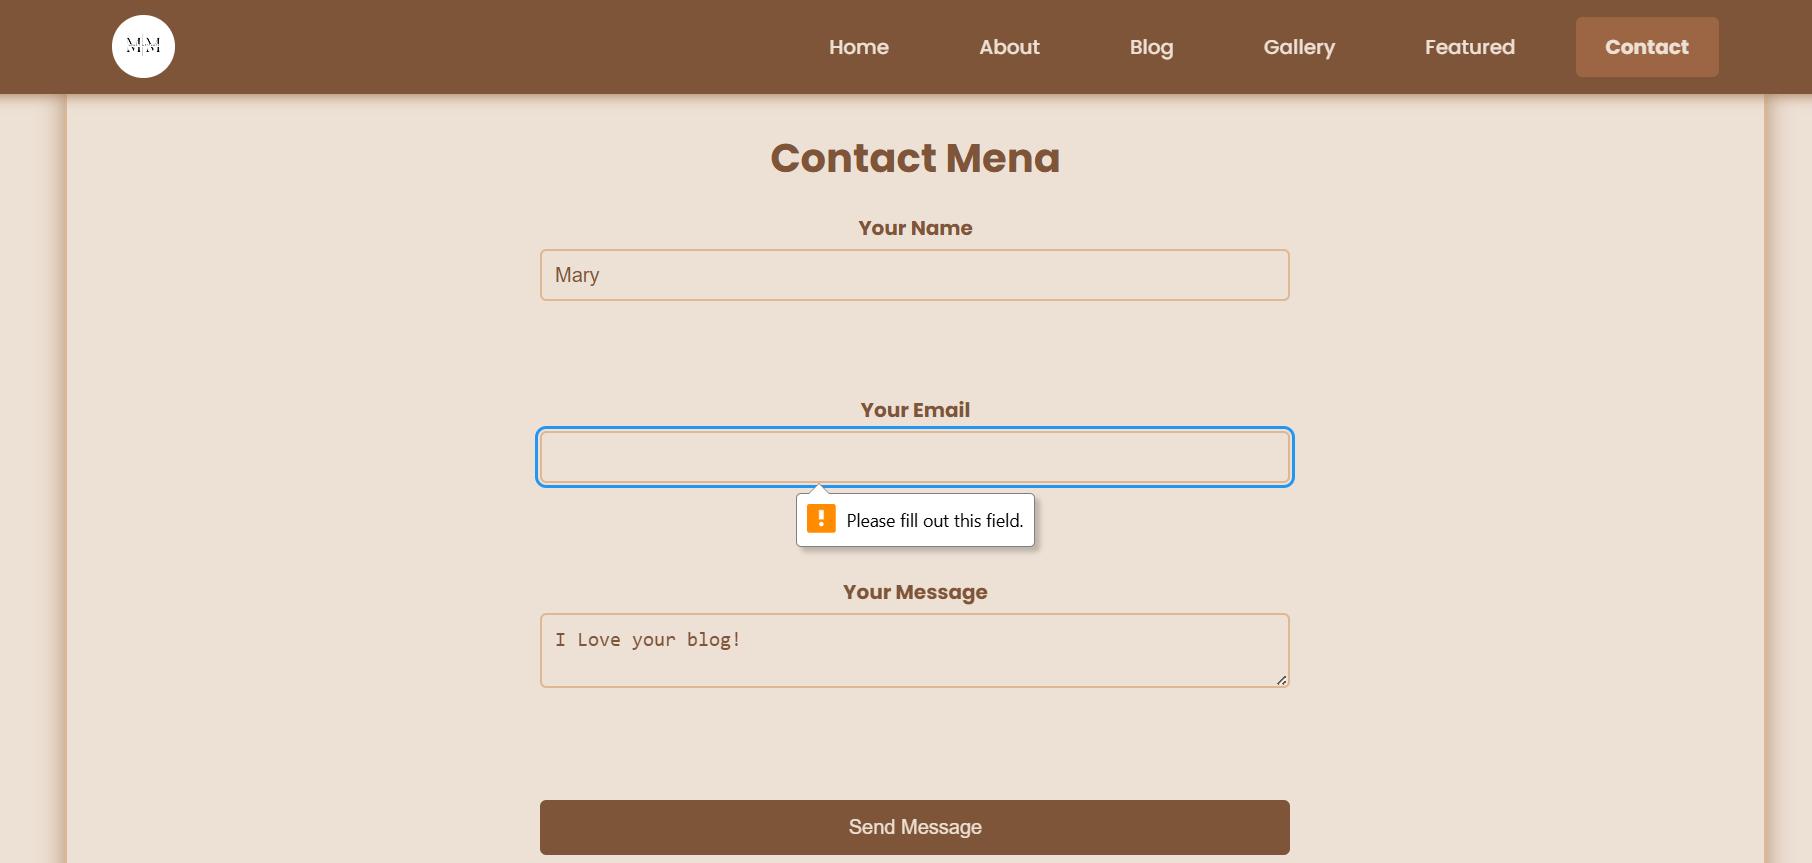 M M
Home About Blog Gallery Featured Contact
Contact Mena
Your Name
Mary
Your Email
Please fill out this field.
Your Message
I Love your blog!
Send Message